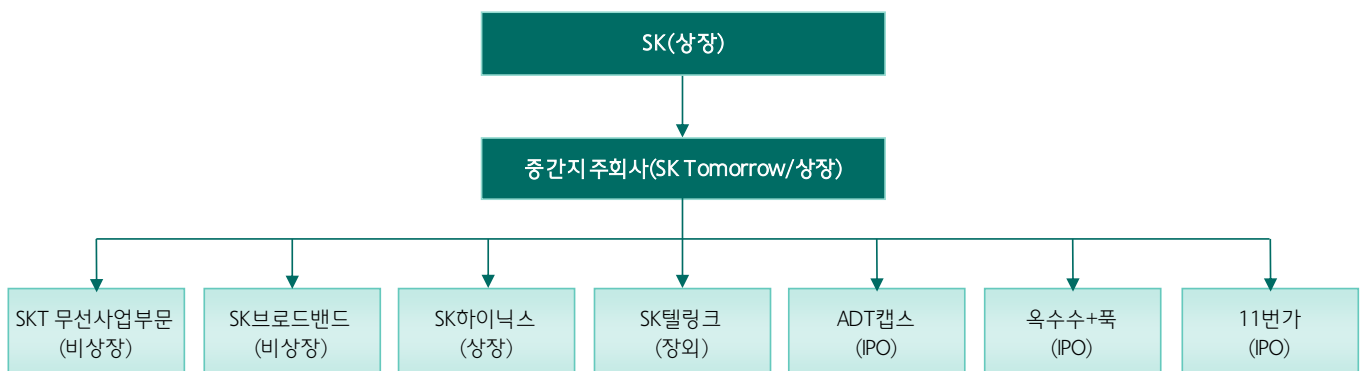 SK(상장)
중간지주회사(SK Tomorrow/상장)
SKT 무선사업부문
(비상장)
SK브로드밴드
(비상장)
SK하이닉스
(상장)
SK텔링크
(장외)
ADT캡스
(IPO)
옥수수+푹
(IPO)
11번가
(IPO)